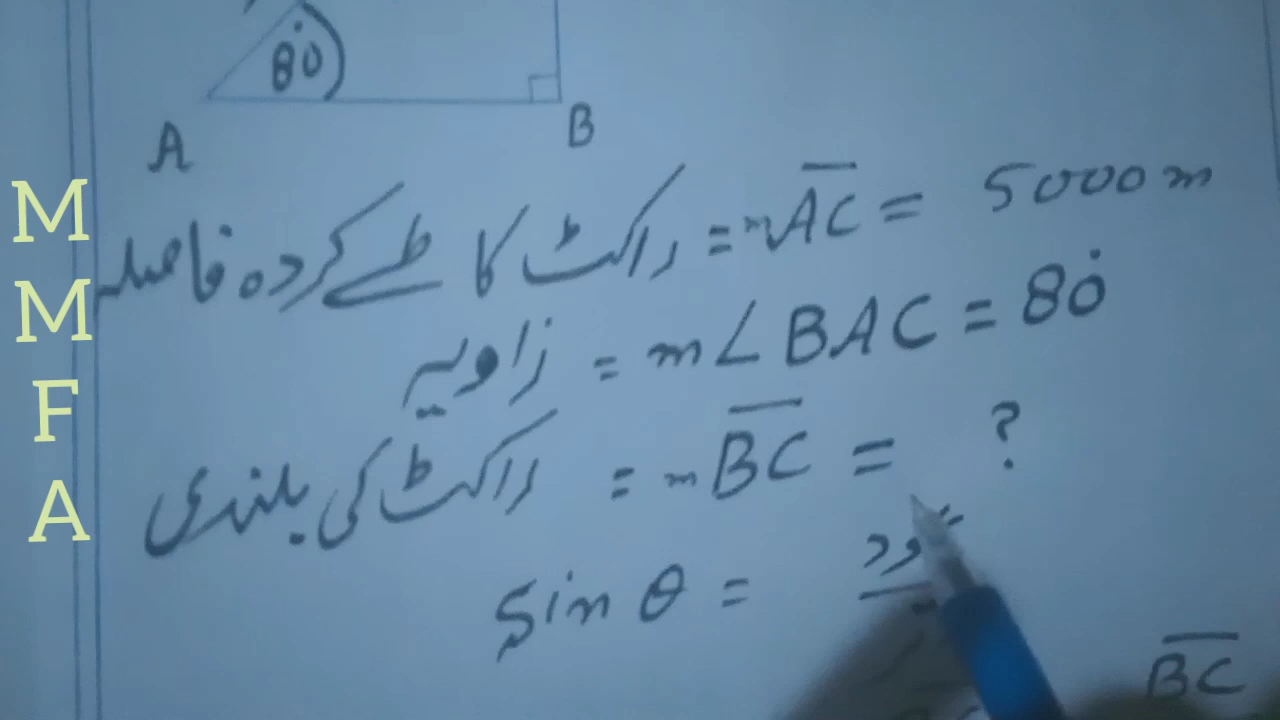 80°
A
B
راکٹ کا طے کردہ فاصلہ = mAC = 5000m
زاویہ = m∠BAC = 80°
راکٹ کی بلندی = mBC = ?
Sin θ =
BC
M
M
F
A